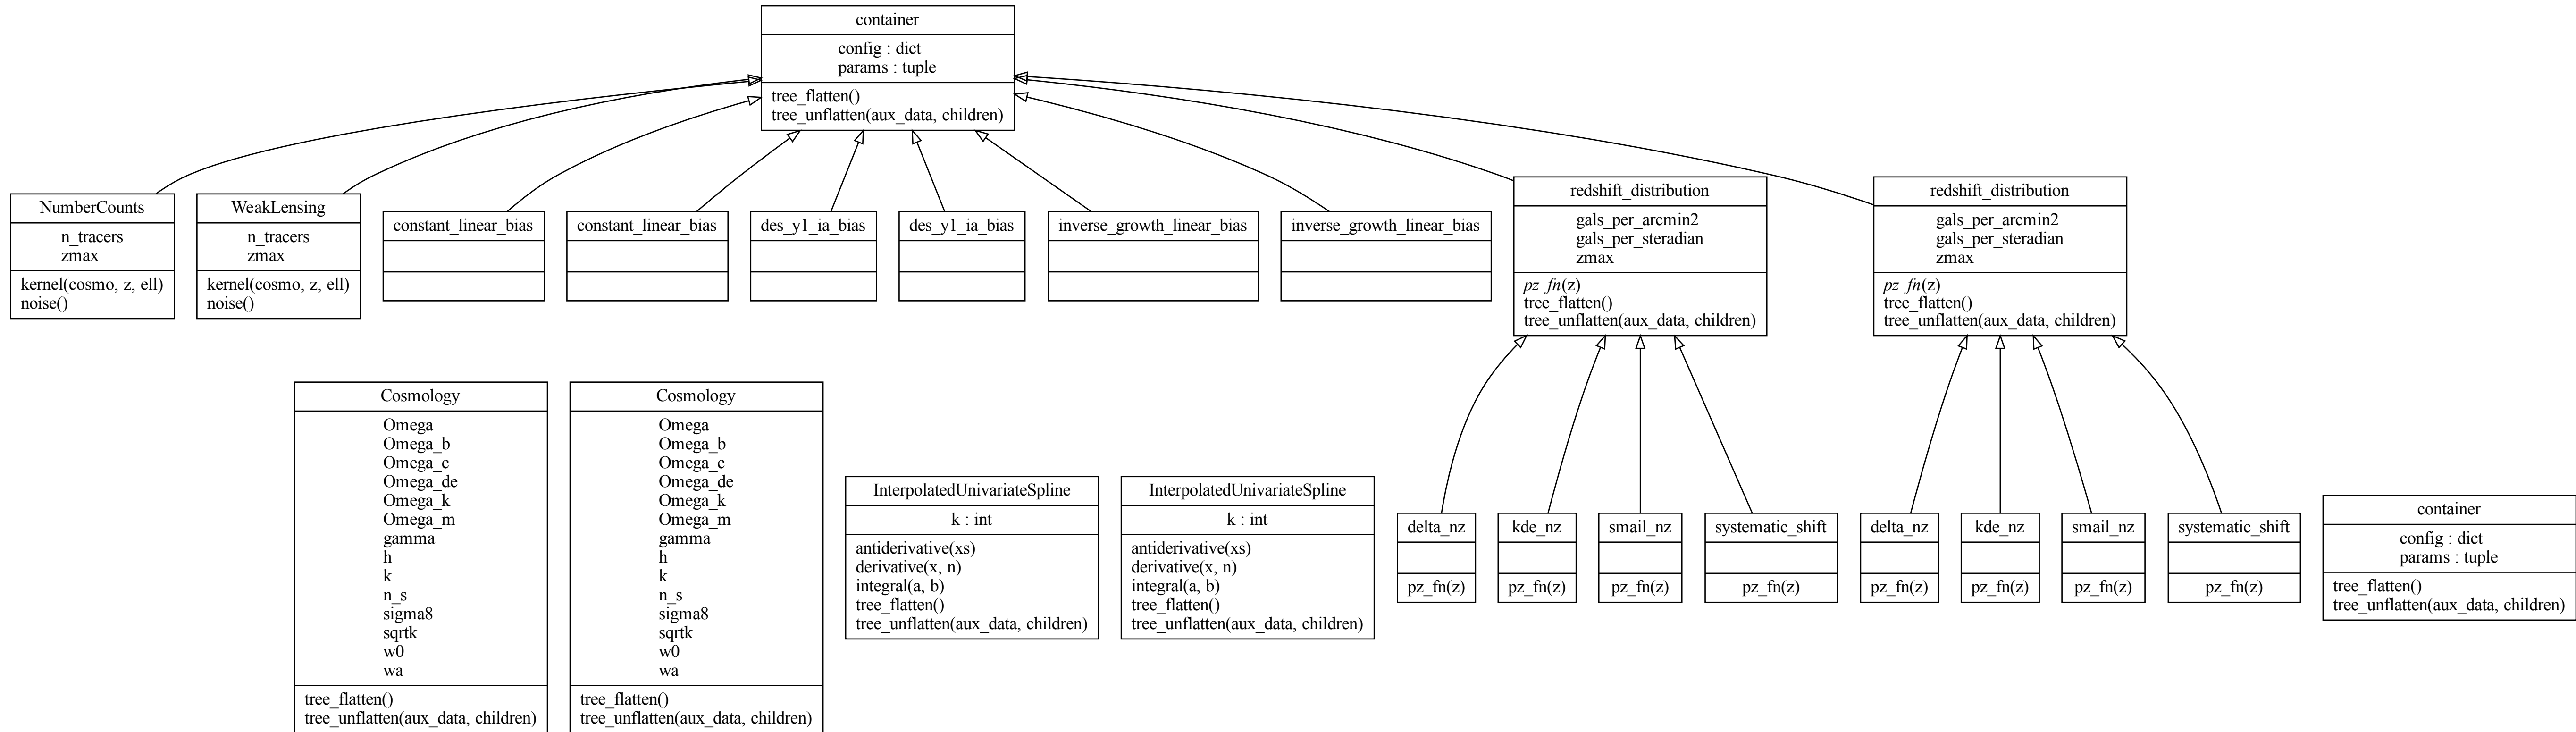 container
config : dict
params : tuple
tree_flatten()
tree_unflatten(aux_data, children)
NumberCounts
n_tracers
zmax
kernel(cosmo, z, ell)
noise()
WeakLensing
n_tracers
zmax
kernel(cosmo, z, ell)
noise()
constant_linear_bias
constant_linear_bias
des_y1_ia_bias
des_y1_ia_bias
inverse_growth_linear_bias
inverse_growth_linear_bias
redshift_distribution
gals_per_arcmin2
gals_per_steradian
zmax
pz_fn(z)
tree_flatten()
tree_unflatten(aux_data, children)
redshift_distribution
gals_per_arcmin2
gals_per_steradian
zmax
pz_fn(z)
tree_flatten()
tree_unflatten(aux_data, children)
Cosmology
Omega
Omega_b
Omega_c
Omega_de
Omega_k
Omega_m
gamma
h
k
n_s
sigma8
sqrtk
w0
wa
tree_flatten()
tree_unflatten(aux_data, children)
Cosmology
Omega
Omega_b
Omega_c
Omega_de
Omega_k
Omega_m
gamma
h
k
n_s
sigma8
sqrtk
w0
wa
tree_flatten()
tree_unflatten(aux_data, children)
InterpolatedUnivariateSpline
k : int
antiderivative(xs)
derivative(x, n)
integral(a, b)
tree_flatten()
tree_unflatten(aux_data, children)
InterpolatedUnivariateSpline
k : int
antiderivative(xs)
derivative(x, n)
integral(a, b)
tree_flatten()
tree_unflatten(aux_data, children)
delta_nz
pz_fn(z)
kde_nz
pz_fn(z)
smail_nz
pz_fn(z)
systematic_shift
pz_fn(z)
delta_nz
pz_fn(z)
kde_nz
pz_fn(z)
smail_nz
pz_fn(z)
systematic_shift
pz_fn(z)
container
config : dict
params : tuple
tree_flatten()
tree_unflatten(aux_data, children)